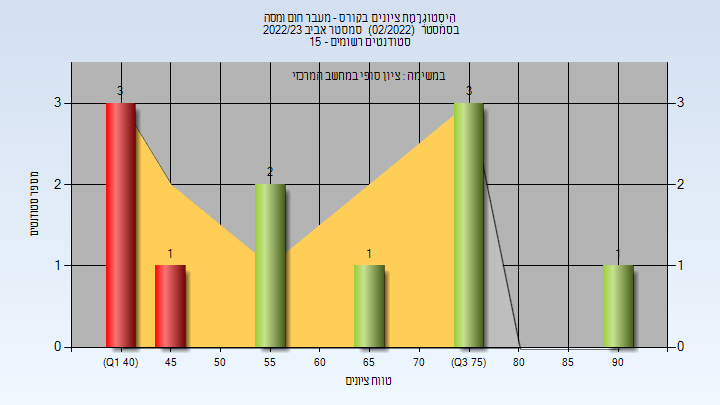 היסטוגרמת ציונים בקורס - מעבר חום ומסה
בסמסטר (02/2022) סמסטר אביב 2022/23
סטודנטים רשומים - 15
במשימה : ציון סופי במחשב המרכזי
3
3
2
1
1
1
3
2
1
0
3
2
1
0
מספר סטודנטים
(Q1 40)
45
50
55
60
65
70
(Q3 75)
80
85
90
טווח ציונים